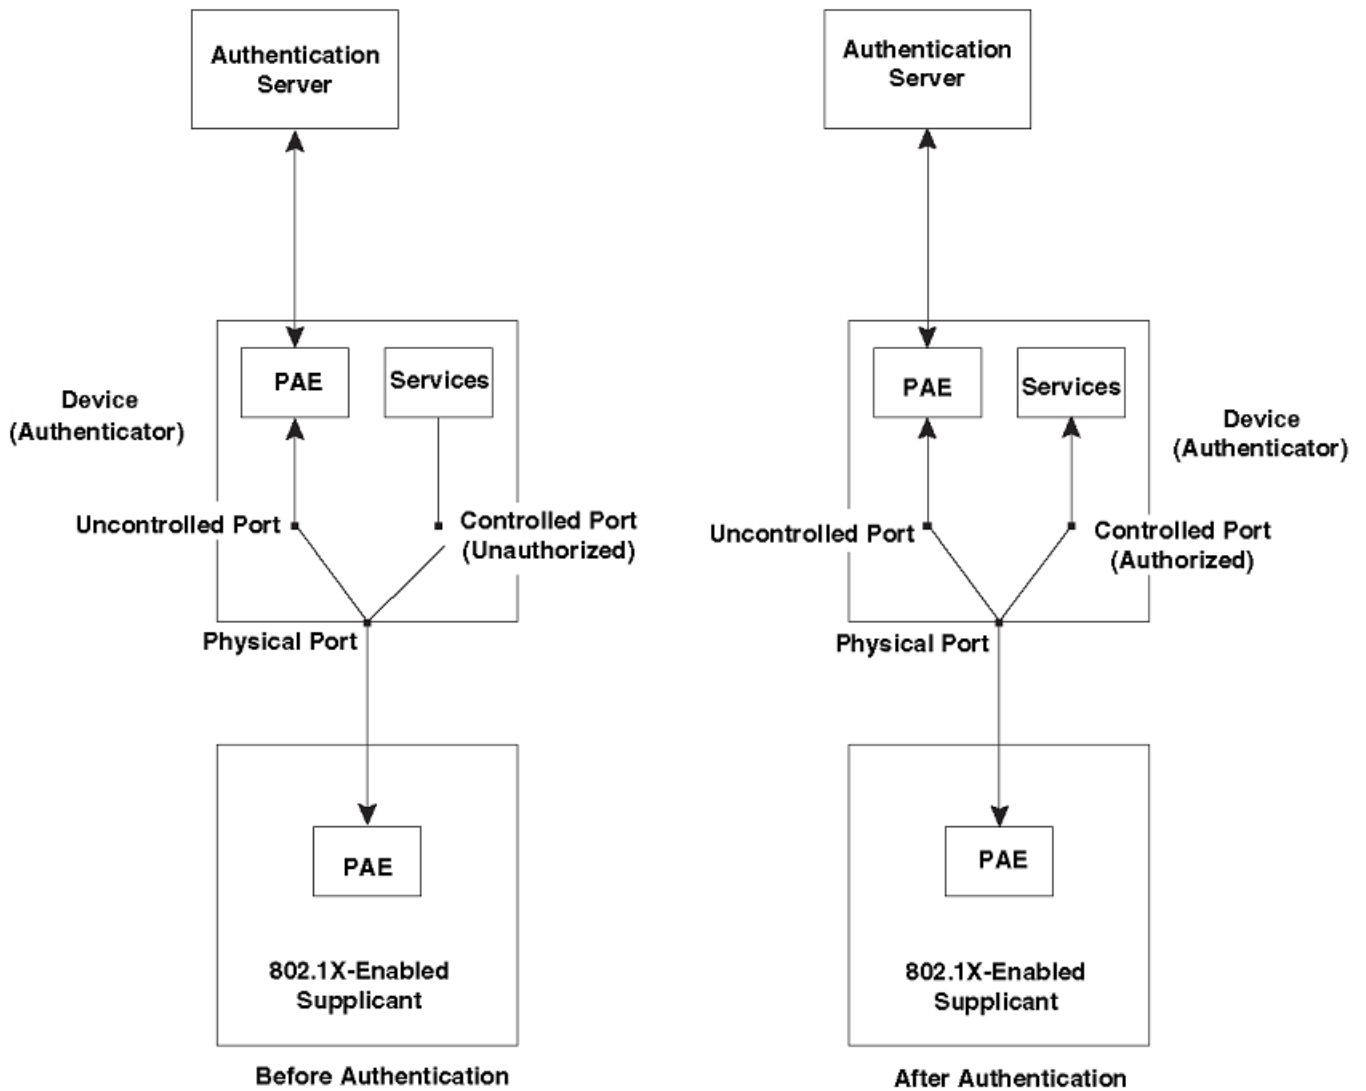 Authentication
Server
PAE
Services
Device
(Authenticator)
Uncontrolled Port
Controlled Port
(Unauthorized)
Physical Port
PAE
802.1X-Enabled
Supplicant
Before Authentication
Authentication
Server
PAE
Services
Device
(Authenticator)
Uncontrolled Port
Controlled Port
(Authorized)
Physical Port
PAE
802.1X-Enabled
Supplicant
After Authentication